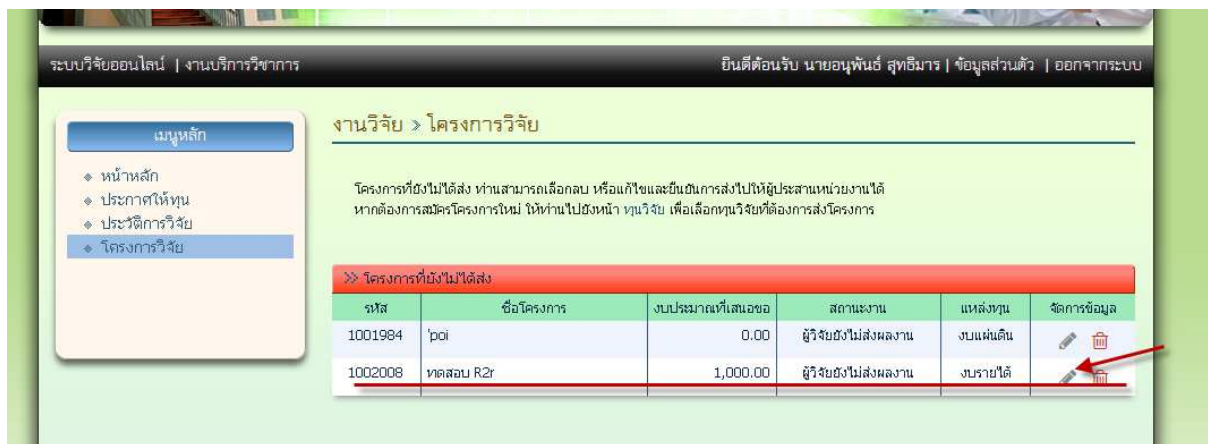 ระบบวิจัยออนไลน์ | งานบริการวิชาการ
ยินดีต้อนรับ นายอนุพันธ์ สุทธิมาร | ข้อมูลส่วนตัว | ออกจากระบบ
เมนูหลัก
หน้าหลัก
ประกาศให้ทุน
ประวัติการวิจัย
โครงการวิจัย
งานวิจัย » โครงการวิจัย
โครงการที่ยังไม่ได้ส่ง ท่านสามารถเลือกลบ หรือแก้ไขและยืนยันการส่งไปให้ผู้ประสานหน่วยงานได้
หากต้องการสมัครโครงการใหม่ ให้ท่านไปยังหน้า ทุนวิจัย เพื่อเลือกทุนวิจัยที่ต้องการส่งโครงการ
» โครงการที่ยังไม่ได้ส่ง
รหัส ชื่อโครงการ งบประมาณที่เสนอขอ สถานะงาน แหล่งทุน จัดการข้อมูล
1001984 'poi 0.00 ผู้วิจัยยังไม่ส่งผลงาน งบแผ่นดิน
1002008 ทดสอบ R2r 1,000.00 ผู้วิจัยยังไม่ส่งผลงาน งบรายได้